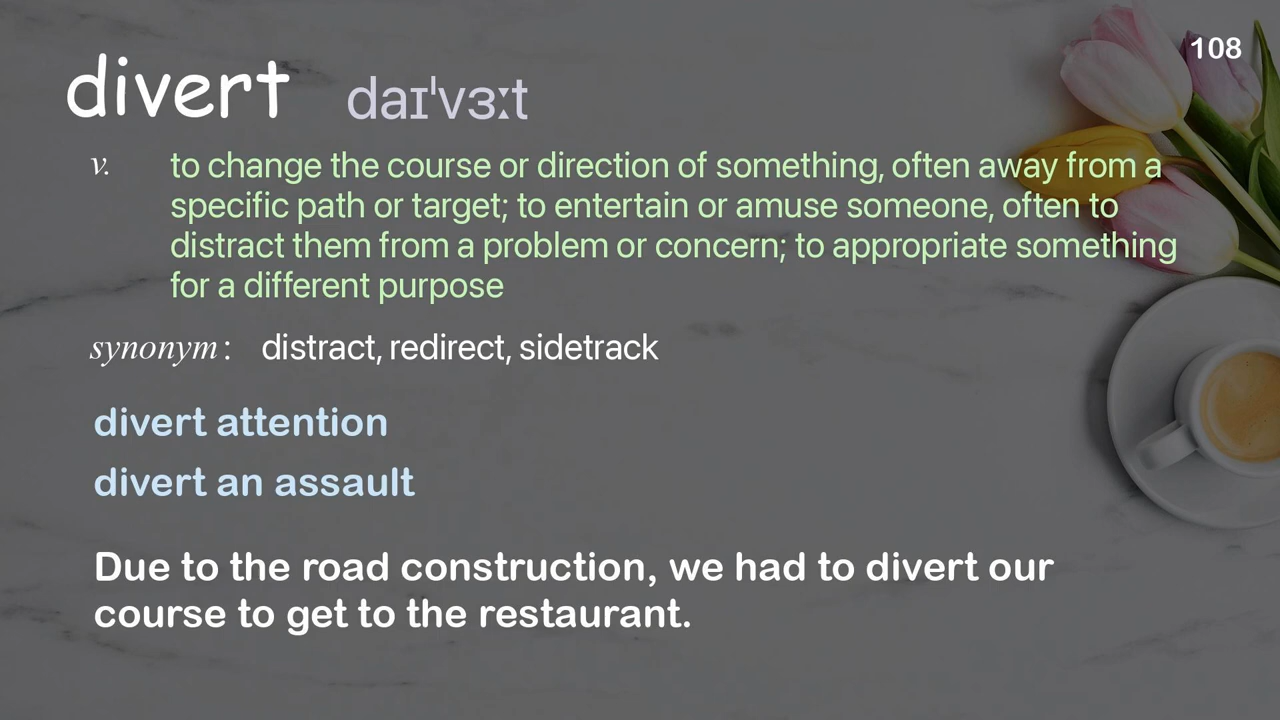 108
divert daɪˈvɜːt
v. to change the course or direction of something, often away from a
specific path or target; to entertain or amuse someone, often to
distract them from a problem or concern; to appropriate something
for a different purpose
synonym: distract, redirect, sidetrack
divert attention
divert an assault
Due to the road construction, we had to divert our
course to get to the restaurant.